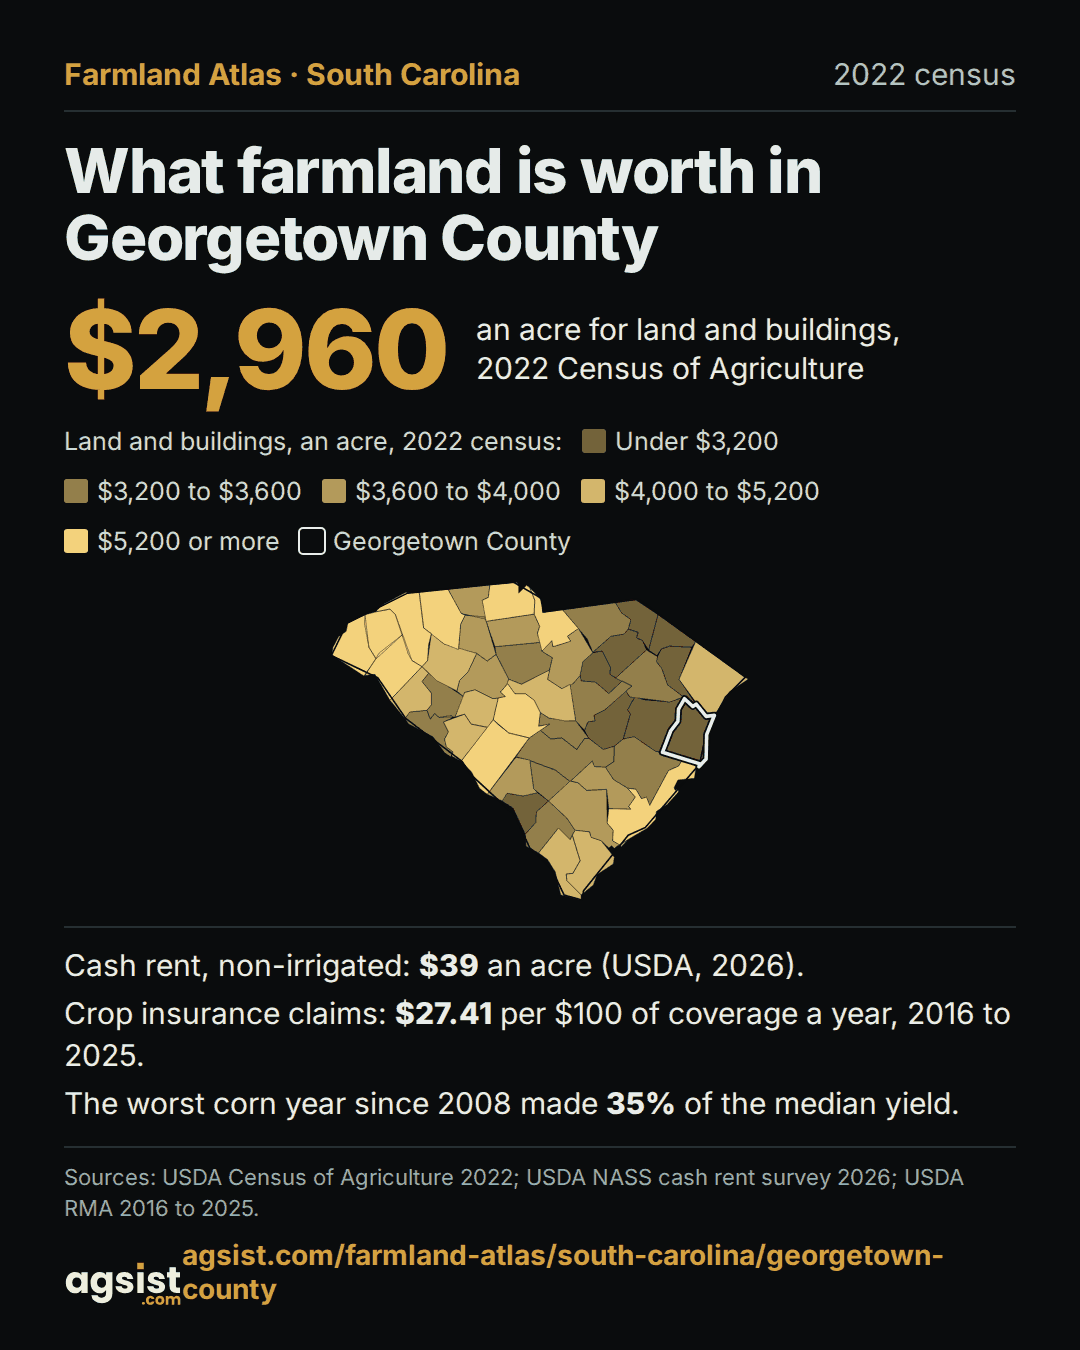 Farmland Atlas · South Carolina
2022 census
What farmland is worth in
Georgetown County
$2,960
an acre for land and buildings,
2022 Census of Agriculture
Land and buildings, an acre, 2022 census: Under $3,200
$3,200 to $3,600 $3,600 to $4,000 $4,000 to $5,200
$5,200 or more Georgetown County
Cash rent, non-irrigated: $39 an acre (USDA, 2026).
Crop insurance claims: $27.41 per $100 of coverage a year, 2016 to
2025.
The worst corn year since 2008 made 35% of the median yield.
Sources: USDA Census of Agriculture 2022; USDA NASS cash rent survey 2026; USDA
RMA 2016 to 2025.
agsist
.com
agsist.com/farmland-atlas/south-carolina/georgetown-
county